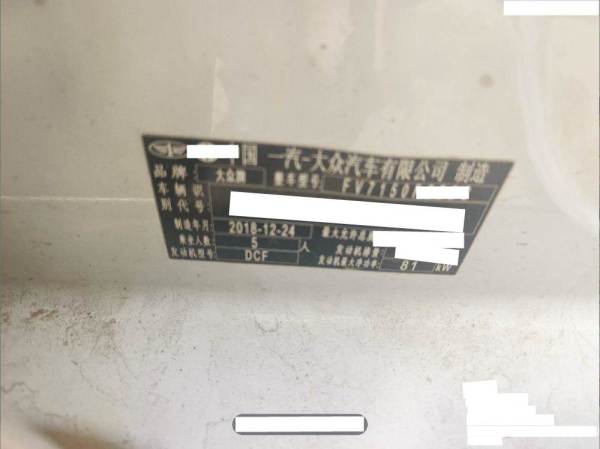 中国 一汽-大众汽车有限公司 制造
品牌 大众牌 整车型号 FV7150
车辆识
别代号
制造年月 2018-12-24 最大允许总
乘坐人数 5 人 发动机排量
发动机型号 DCF 发动机最大净功率: 81 kW